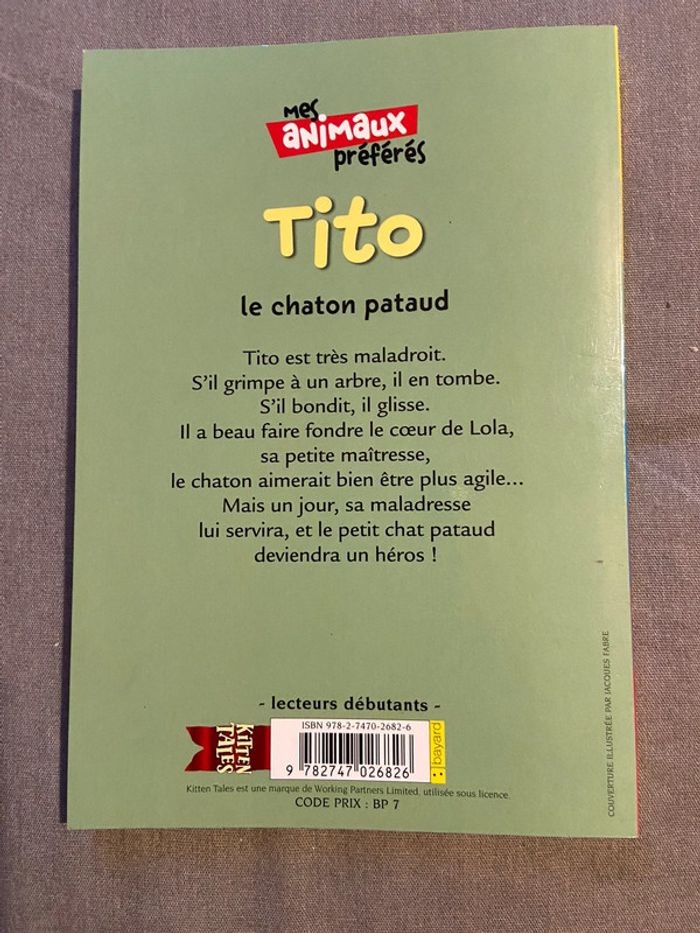 mes
animaux
préférés
Tito
le chaton pataud
Tito est très maladroit.
S'il grimpe à un arbre, il en tombe.
S'il bondit, il glisse.
Il a beau faire fondre le cœur de Lola,
sa petite maîtresse,
le chaton aimerait bien être plus agile...
Mais un jour, sa maladresse
lui servira, et le petit chat pataud
deviendra un héros !
COUVERTURE ILLUSTRÉE PAR JACQUES FABRE
- lecteurs débutants -
KITTEN
TALES
ISBN 978-2-7470-2682-6
9 782747 026826
bayard
Kitten Tales est une marque de Working Partners Limited, utilisée sous licence.
CODE PRIX : BP 7